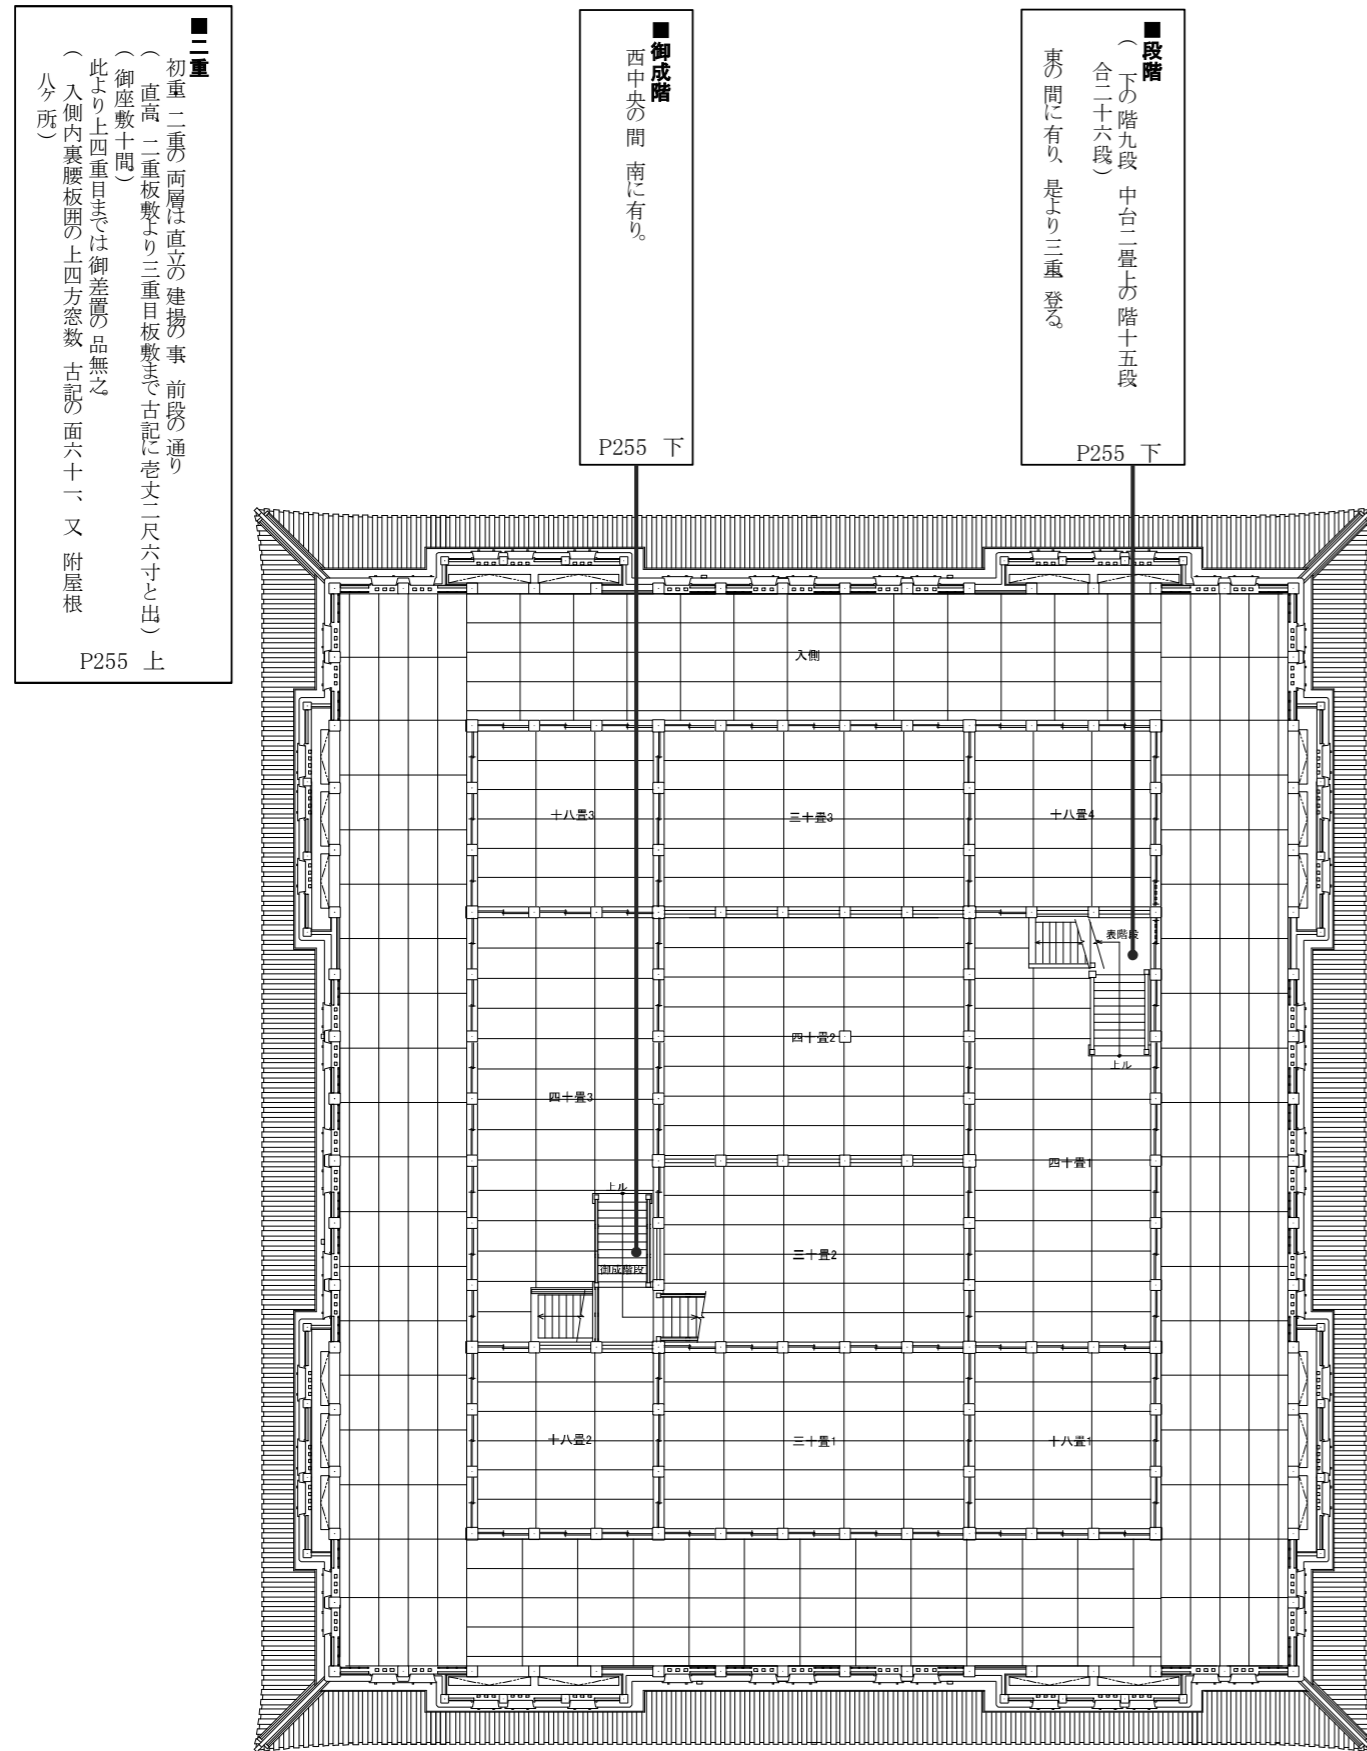 ■段階
（下の階九段、中台二畳上の階十五段、
合二十六段。）
東の間に有り、是より三重、登る。
P255 下
■御成階
西中央の間 南に有り。
P255 下
■二重
初重、二重の両層は直立の建揚の事 前段の通り
（直高、二重板敷より三重目板敷まで古記に壱丈二尺六寸と出。）
（御座敷十間。）
此より上四重目までは御差置の品無之。
（入側内裏腰板囲の上四方窓数、古記の面六十一、又、附屋根
八ケ所。）
P255 上
入側
十八畳3
三十畳3
十八畳4
表階段
上ル
四十畳2
四十畳3
四十畳1
上ル
御成階段
三十畳2
十八畳2
三十畳1
十八畳1